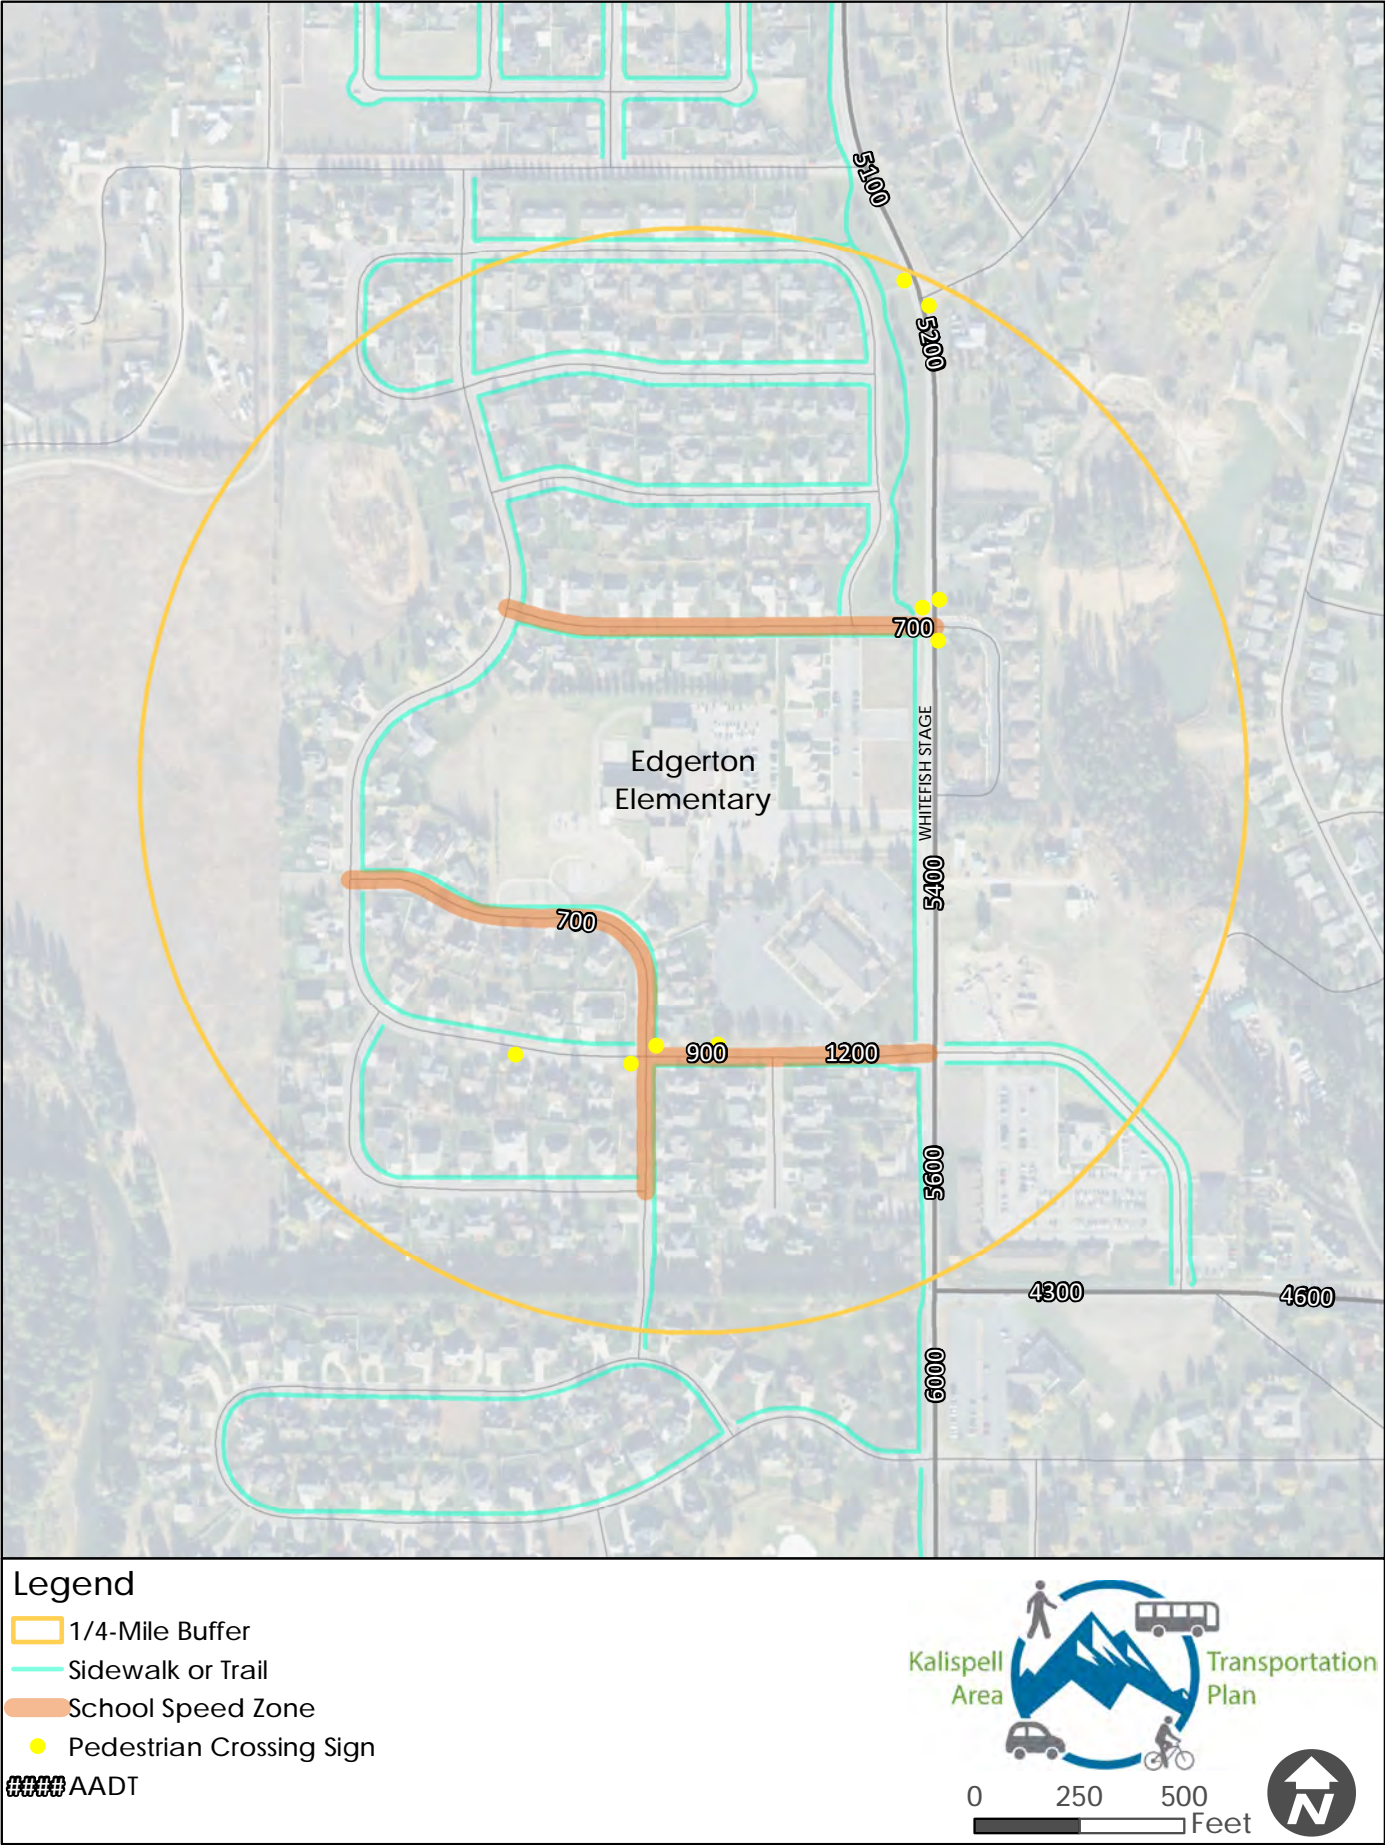 5100
5200
700
Edgerton
Elementary
WHITEFISH STAGE
5400
700
900
1200
5600
4300
4600
6000
Legend
1/4-Mile Buffer
Sidewalk or Trail
School Speed Zone
Pedestrian Crossing Sign
#### AADT
Kalispell
Area
Transportation
Plan
0 250 500
Feet
N